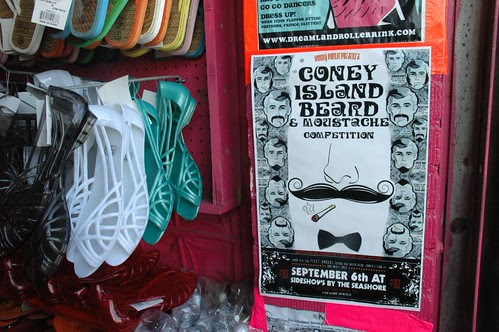 GO GO DANCERS
DRESS UP!
WWW.DREAMLANDROLLERRINK.COM
CONEY
ISLAND
BEARD
& MOUSTACHE
COMPETITION
SEPTEMBER 6TH AT
SIDESHOWS BY THE
SEASHORE